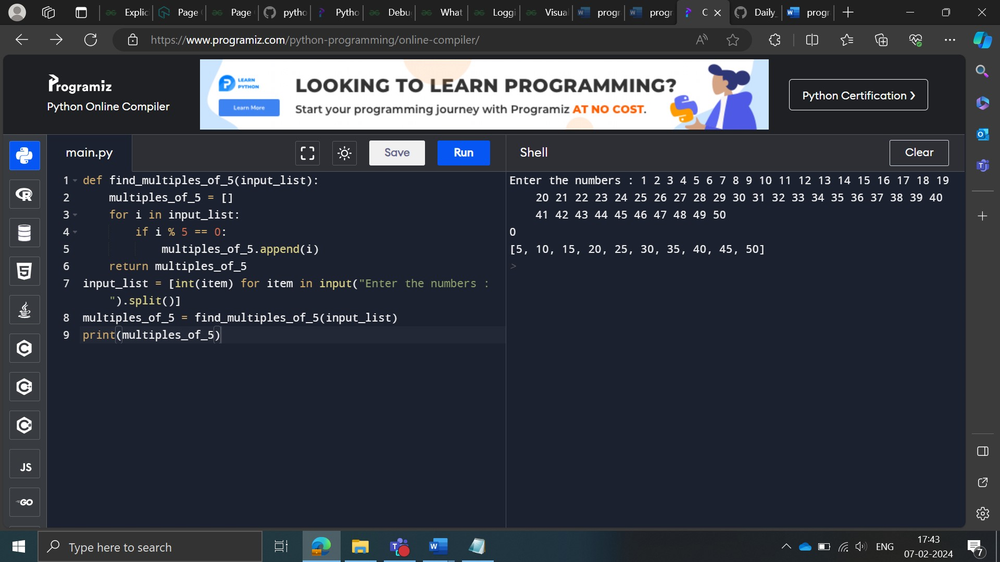 Explic
Page
Page
pytho
Pytho
Debu
What
Loggi
Visual
progr
progr
C
Daily_
progr
https://www.programiz.com/python-programming/online-compiler/
Programiz
Python Online Compiler
LEARN
PYTHON
Learn More
LOOKING TO LEARN PROGRAMMING?
Start your programming journey with Programiz AT NO COST.
Python Certification ❯
main.py
Save
Run
Shell
Clear
1 def find_multiples_of_5(input_list):
2 multiples_of_5 = []
3 for i in input_list:
4 if i % 5 == 0:
5 multiples_of_5.append(i)
6 return multiples_of_5
7 input_list = [int(item) for item in input("Enter the numbers :
").split()]
8 multiples_of_5 = find_multiples_of_5(input_list)
9 print(multiples_of_5)
Enter the numbers : 1 2 3 4 5 6 7 8 9 10 11 12 13 14 15 16 17 18 19
20 21 22 23 24 25 26 27 28 29 30 31 32 33 34 35 36 37 38 39 40
41 42 43 44 45 46 47 48 49 50
0
[5, 10, 15, 20, 25, 30, 35, 40, 45, 50]
>
JS
GO
Type here to search
ENG
17:43
07-02-2024
7